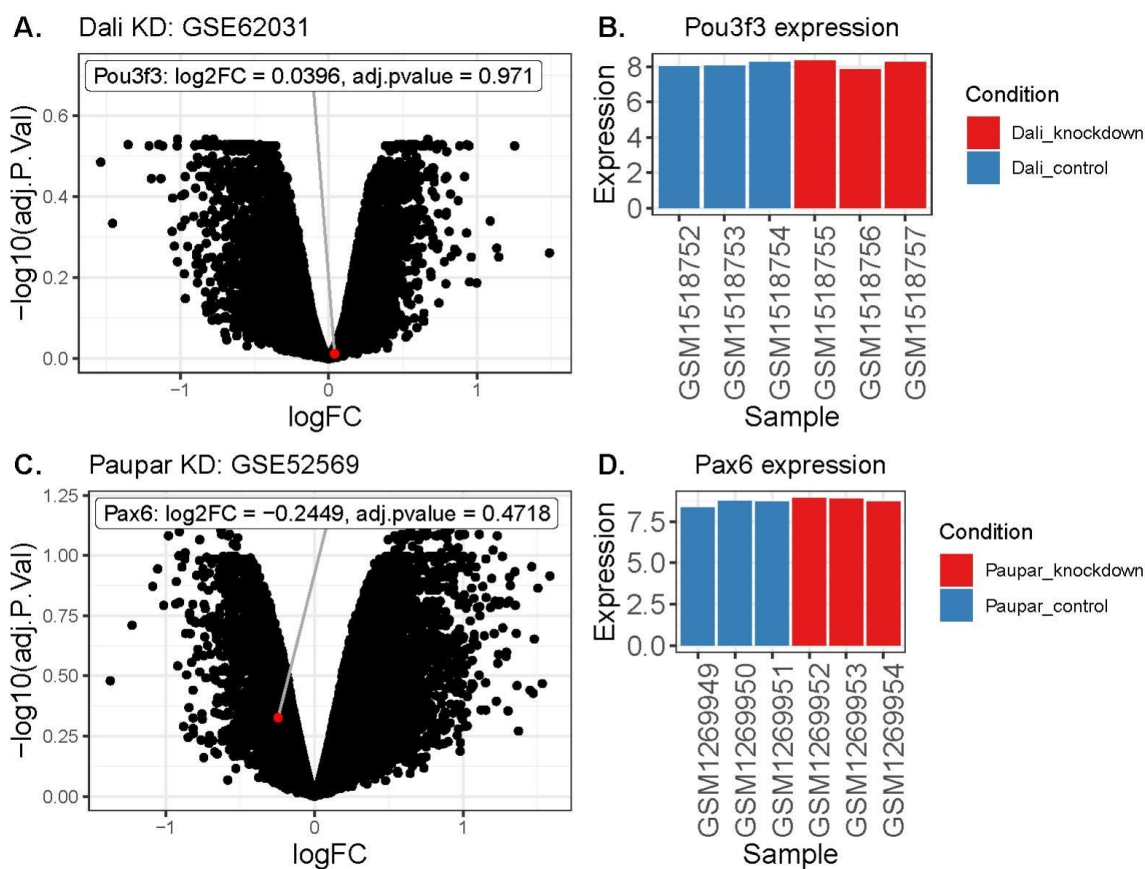 A. Dali KD: GSE62031
Pou3f3: log2FC = 0.0396, adj.pvalue = 0.971
−log10(adj.P.Val)
0.6
0.4
0.2
0.0
−1
0
1
logFC
B. Pou3f3 expression
Expression
8
6
4
2
0
GSM1518752
GSM1518753
GSM1518754
GSM1518755
GSM1518756
GSM1518757
Sample
Condition
Dali_knockdown
Dali_control
C. Paupar KD: GSE52569
Pax6: log2FC = −0.2449, adj.pvalue = 0.4718
−log10(adj.P.Val)
1.25
1.00
0.75
0.50
0.25
0.00
−1
0
1
logFC
D. Pax6 expression
Expression
7.5
5.0
2.5
0.0
GSM1269949
GSM1269950
GSM1269951
GSM1269952
GSM1269953
GSM1269954
Sample
Condition
Paupar_knockdown
Paupar_control